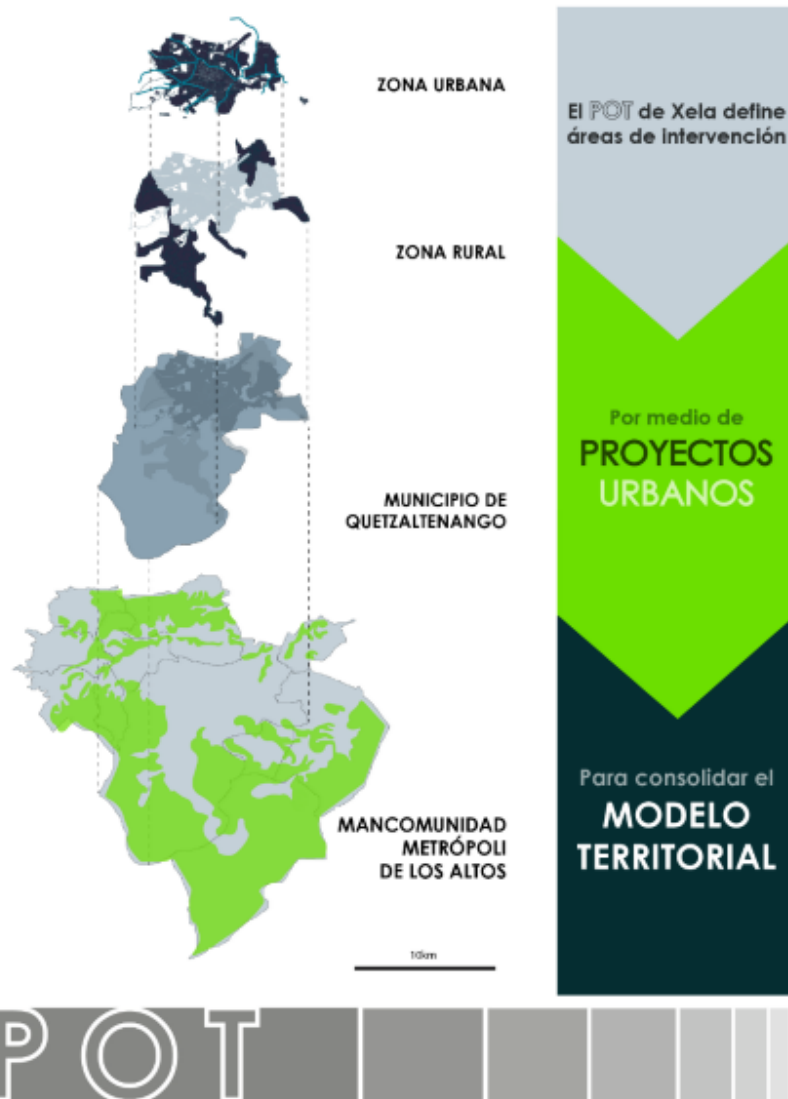 ZONA URBANA
ZONA RURAL
MUNICIPIO DE
QUETZALTENANGO
MANCOMUNIDAD
METRÓPOLI
DE LOS ALTOS
10km
El POT de Xela define
áreas de intervención
Por medio de
PROYECTOS
URBANOS
Para consolidar el
MODELO
TERRITORIAL
POT